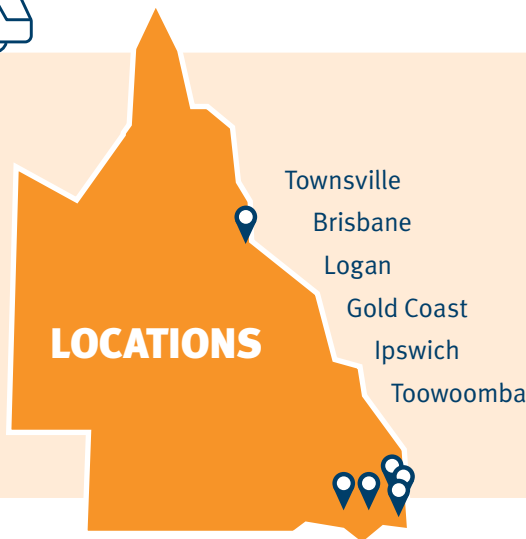 Townsville
Brisbane
Logan
Gold Coast
LOCATIONS
Ipswich
Toowoomba